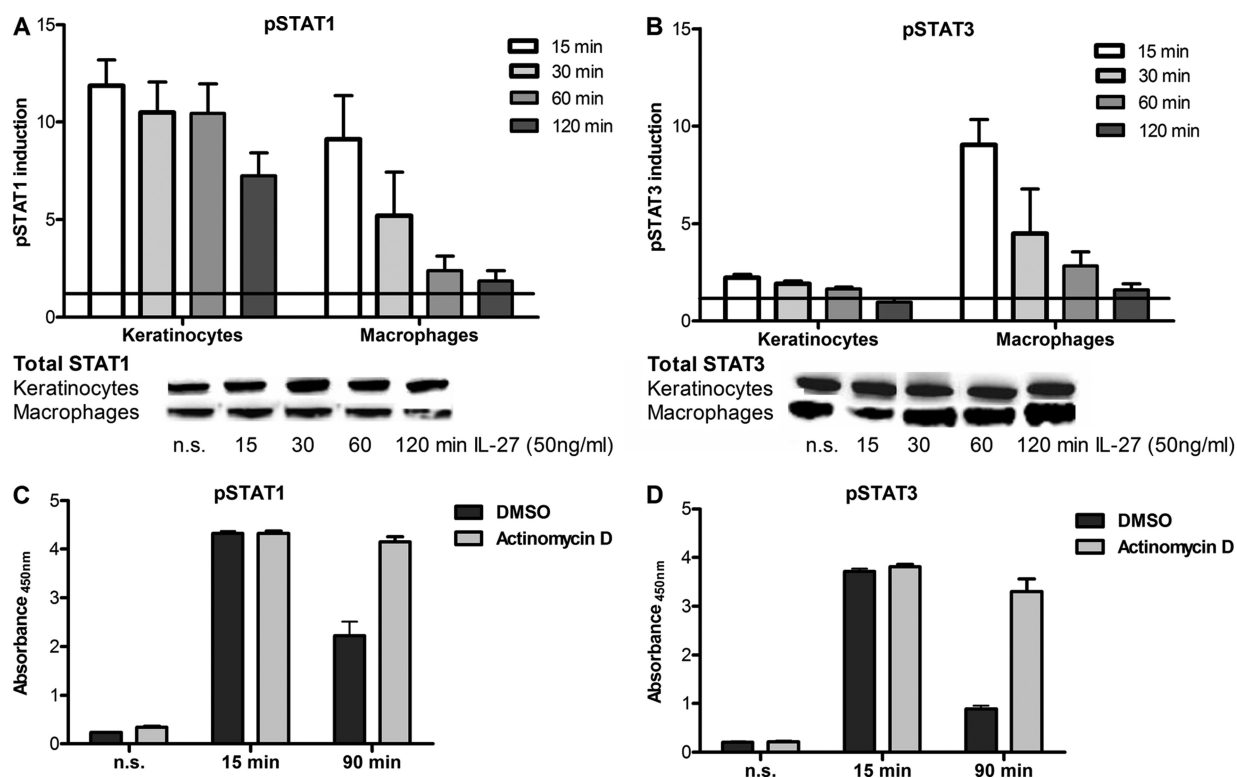 A
pSTAT1
pSTAT1 induction
15
10
5
0
15 min
30 min
60 min
120 min
Keratinocytes
Macrophages
Total STAT1
Keratinocytes
Macrophages
n.s. 15 30 60 120 min IL-27 (50ng/ml)
B
pSTAT3
pSTAT3 induction
15
10
5
0
15 min
30 min
60 min
120 min
Keratinocytes
Macrophages
Total STAT3
Keratinocytes
Macrophages
n.s. 15 30 60 120 min IL-27 (50ng/ml)
C
pSTAT1
Absorbance 450nm
5
4
3
2
1
0
DMSO
Actinomycin D
n.s. 15 min 90 min
D
pSTAT3
Absorbance 450nm
5
4
3
2
1
0
DMSO
Actinomycin D
n.s. 15 min 90 min